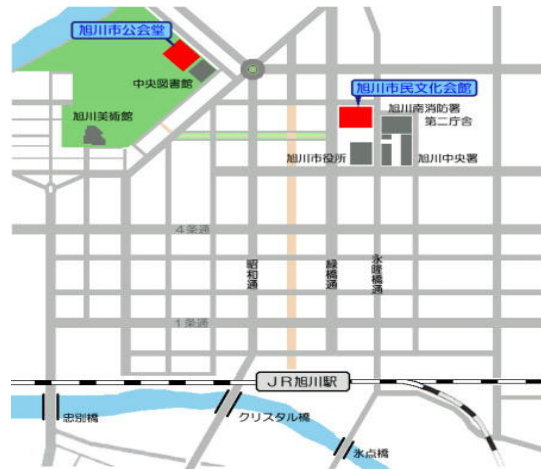 旭川市公会堂
中央図書館
旭川市民文化会館
旭川美術館
旭川南消防署
第二庁舎
旭川市役所
旭川中央署
4条通
昭和通
緑橋通
永隆橋通
1条通
JR旭川駅
忠別橋
クリスタル橋
氷点橋